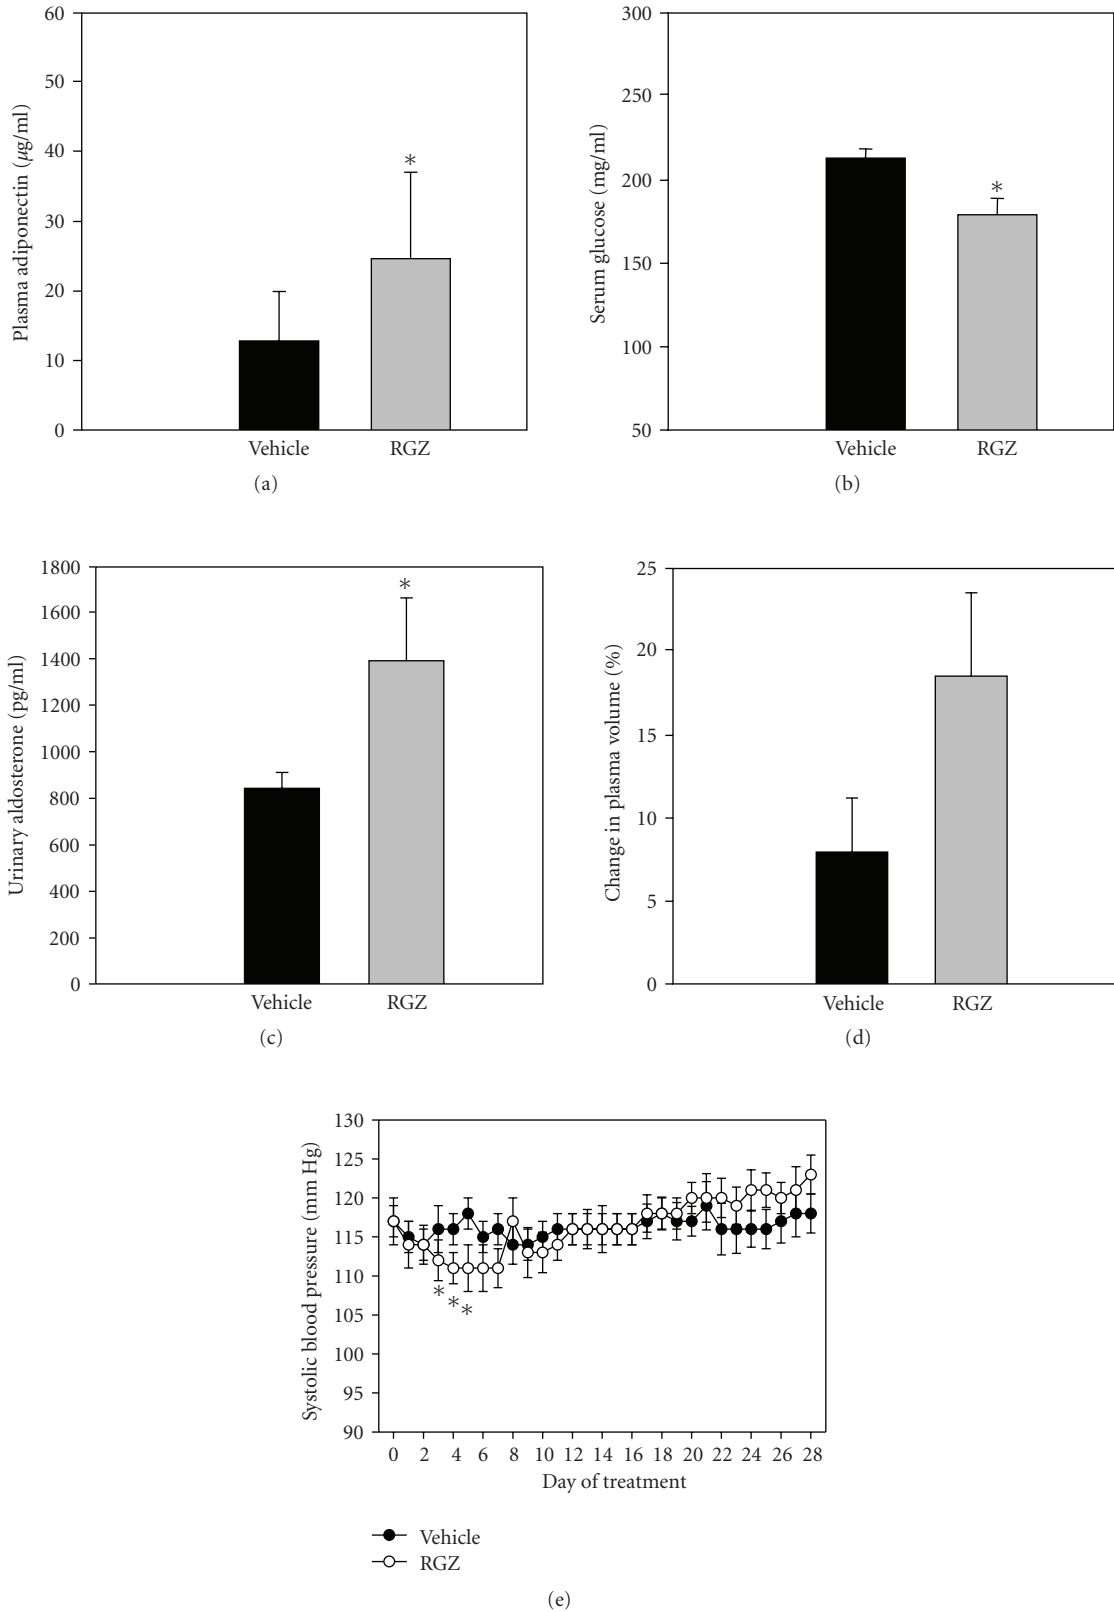 60
50
40
30
20
10
0
Plasma adiponectin (μg/ml)
*
Vehicle RGZ
(a)
300
250
200
150
100
50
Serum glucose (mg/ml)
*
Vehicle RGZ
(b)
1800
1600
1400
1200
1000
800
600
400
200
0
Urinary aldosterone (pg/ml)
*
Vehicle RGZ
(c)
25
20
15
10
5
0
Change in plasma volume (%)
Vehicle RGZ
(d)
130
125
120
115
110
105
100
95
90
Systolic blood pressure (mm Hg)
* * *
0 2 4 6 8 10 12 14 16 18 20 22 24 26 28
Day of treatment
Vehicle
RGZ
(e)